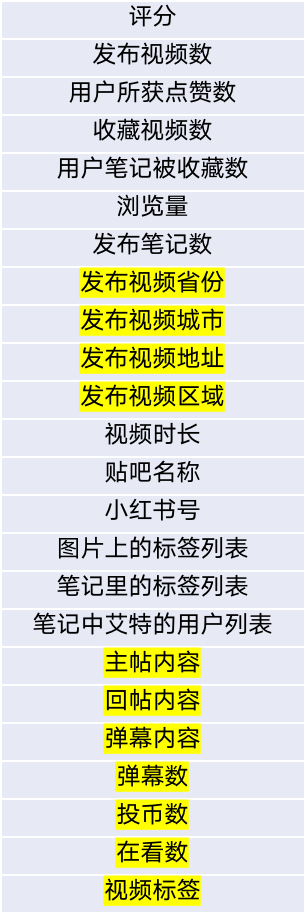 评分
发布视频数
用户所获点赞数
收藏视频数
用户笔记被收藏数
浏览量
发布笔记数
发布视频省份
发布视频城市
发布视频地址
发布视频区域
视频时长
贴吧名称
小红书号
图片上的标签列表
笔记里的标签列表
笔记中艾特的用户列表
主帖内容
回帖内容
弹幕内容
弹幕数
投币数
在看数
视频标签